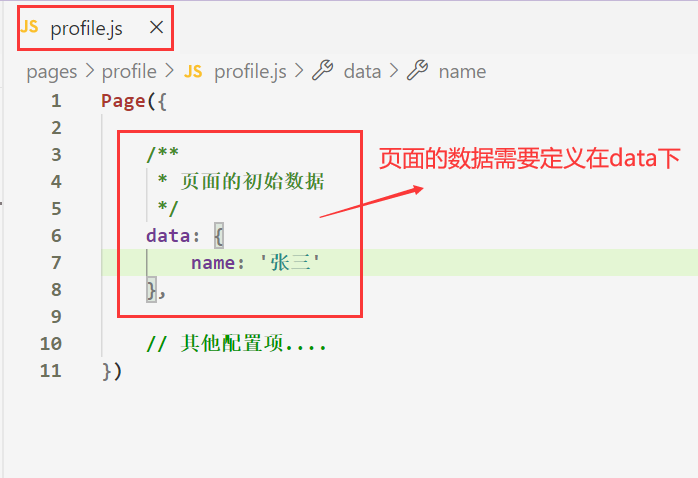 JS profile.js ×
pages > profile > JS profile.js > data > name
1 Page({
2
3 /**
4 * 页面的初始数据
5 */
6 data: {
7 name: '张三'
8 },
9
10 // 其他配置项....
11 })
页面的数据需要定义在data下